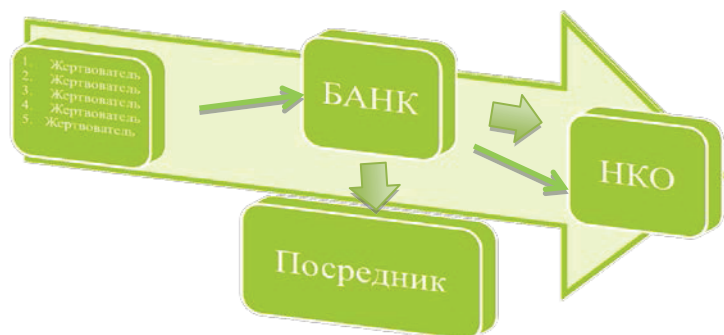 1. Жертвователь
2. Жертвователь
3. Жертвователь
4. Жертвователь
5. Жертвователь
БАНК
НКО
Посредник